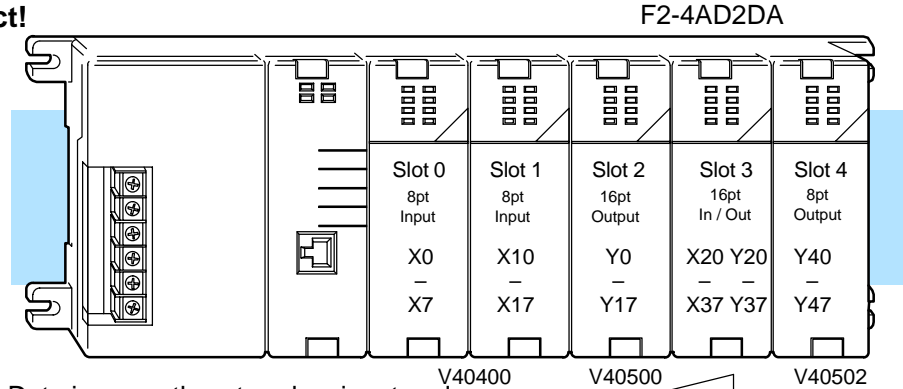 ct!
F2-4AD2DA
Slot 0
8pt
Input
X0
–
X7
Slot 1
8pt
Input
X10
–
X17
Slot 2
16pt
Output
Y0
–
Y17
Slot 3
16pt
In / Out
X20 Y20
– –
X37 Y37
Slot 4
8pt
Output
Y40
–
Y47
V40400
V40500
V40502